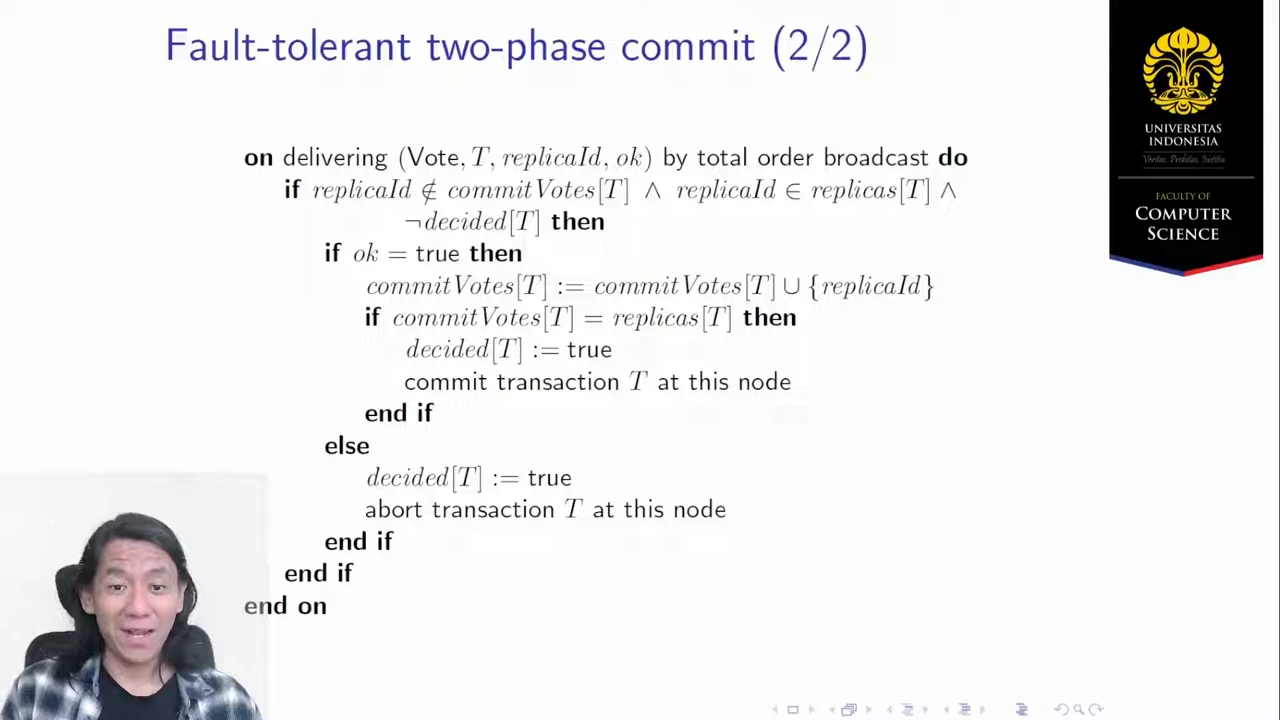 Fault-tolerant two-phase commit (2/2)
on delivering (Vote, T, replicaId, ok) by total order broadcast do
if replicaId ∉ commitVotes[T] ∧ replicaId ∈ replicas[T] ∧
¬decided[T] then
if ok = true then
commitVotes[T] := commitVotes[T] ∪ {replicaId}
if commitVotes[T] = replicas[T] then
decided[T] := true
commit transaction T at this node
end if
else
decided[T] := true
abort transaction T at this node
end if
end if
end on
UNIVERSITAS
INDONESIA
Veritas, Probitas, Iustitia
FACULTY OF
COMPUTER
SCIENCE